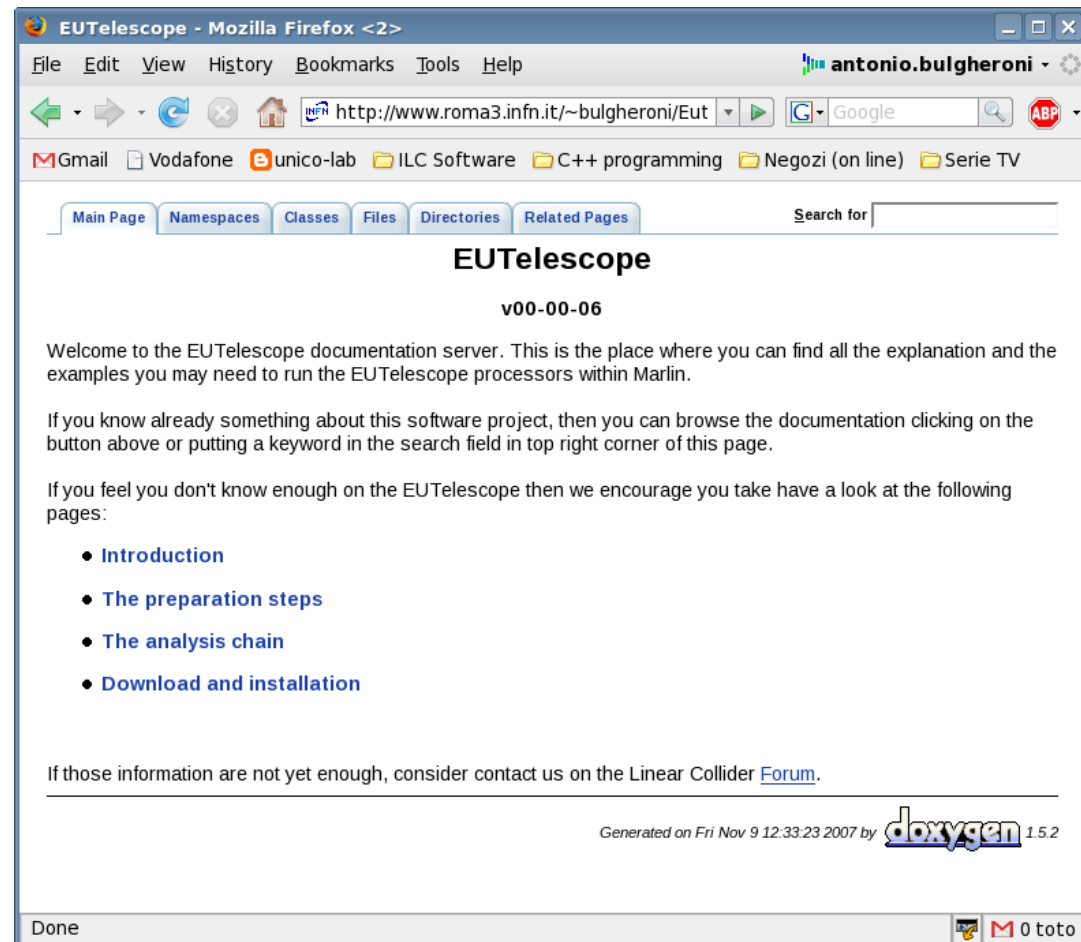 EUTelescope - Mozilla Firefox <2>
File Edit View History Bookmarks Tools Help antonio.bulgheroni
INFN http://www.roma3.infn.it/~bulgheroni/Eut G Google ABP
Gmail Vodafone unico-lab ILC Software C++ programming Negozi (on line) Serie TV
Main Page Namespaces Classes Files Directories Related Pages Search for
EUTelescope
v00-00-06
Welcome to the EUTelescope documentation server. This is the place where you can find all the explanation and the
examples you may need to run the EUTelescope processors within Marlin.
If you know already something about this software project, then you can browse the documentation clicking on the
button above or putting a keyword in the search field in top right corner of this page.
If you feel you don't know enough on the EUTelescope then we encourage you take have a look at the following
pages:
Introduction
The preparation steps
The analysis chain
Download and installation
If those information are not yet enough, consider contact us on the Linear Collider Forum.
Generated on Fri Nov 9 12:33:23 2007 by doxygen 1.5.2
Done 0 toto